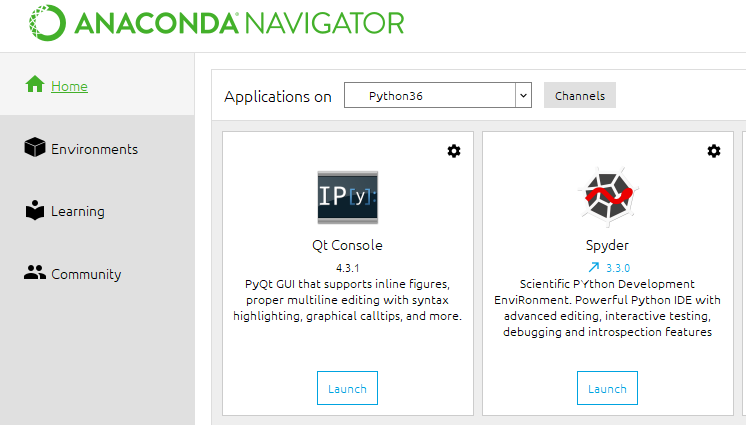 ANACONDA NAVIGATOR
Home
Environments
Learning
Community
Applications on Python36 Channels
IP[y]:
Qt Console
4.3.1
PyQt GUI that supports inline figures,
proper multiline editing with syntax
highlighting, graphical calltips, and more.
Launch
Spyder
3.3.0
Scientific PYthon Development
EnviRonment. Powerful Python IDE with
advanced editing, interactive testing,
debugging and introspection features
Launch